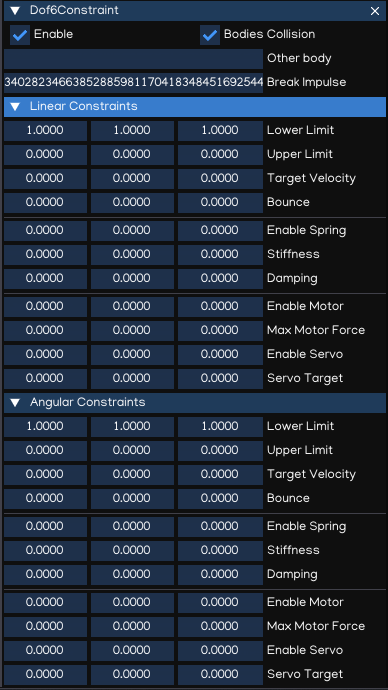 Dof6Constraint
Enable Bodies Collision
Other body
34028234663852885981170418348451692544 Break Impulse
Linear Constraints
1.0000 1.0000 1.0000 Lower Limit
0.0000 0.0000 0.0000 Upper Limit
0.0000 0.0000 0.0000 Target Velocity
0.0000 0.0000 0.0000 Bounce
0.0000 0.0000 0.0000 Enable Spring
0.0000 0.0000 0.0000 Stiffness
0.0000 0.0000 0.0000 Damping
0.0000 0.0000 0.0000 Enable Motor
0.0000 0.0000 0.0000 Max Motor Force
0.0000 0.0000 0.0000 Enable Servo
0.0000 0.0000 0.0000 Servo Target
Angular Constraints
1.0000 1.0000 1.0000 Lower Limit
0.0000 0.0000 0.0000 Upper Limit
0.0000 0.0000 0.0000 Target Velocity
0.0000 0.0000 0.0000 Bounce
0.0000 0.0000 0.0000 Enable Spring
0.0000 0.0000 0.0000 Stiffness
0.0000 0.0000 0.0000 Damping
0.0000 0.0000 0.0000 Enable Motor
0.0000 0.0000 0.0000 Max Motor Force
0.0000 0.0000 0.0000 Enable Servo
0.0000 0.0000 0.0000 Servo Target